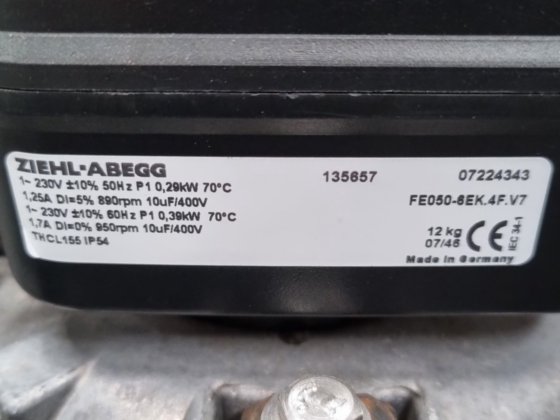 ZIEHL-ABEGG
135657 07224343
1~ 230V ±10% 50Hz P1 0,29kW 70°C
1,25A DI=5% 890rpm 10uF/400V
FE050-6EK.4F.V7
1~ 230V ±10% 60Hz P1 0,39kW 70°C
1,7A DI=0% 950rpm 10uF/400V
THCL155 IP54
12 kg
07/46
CE
IEC 34-1
Made in Germany